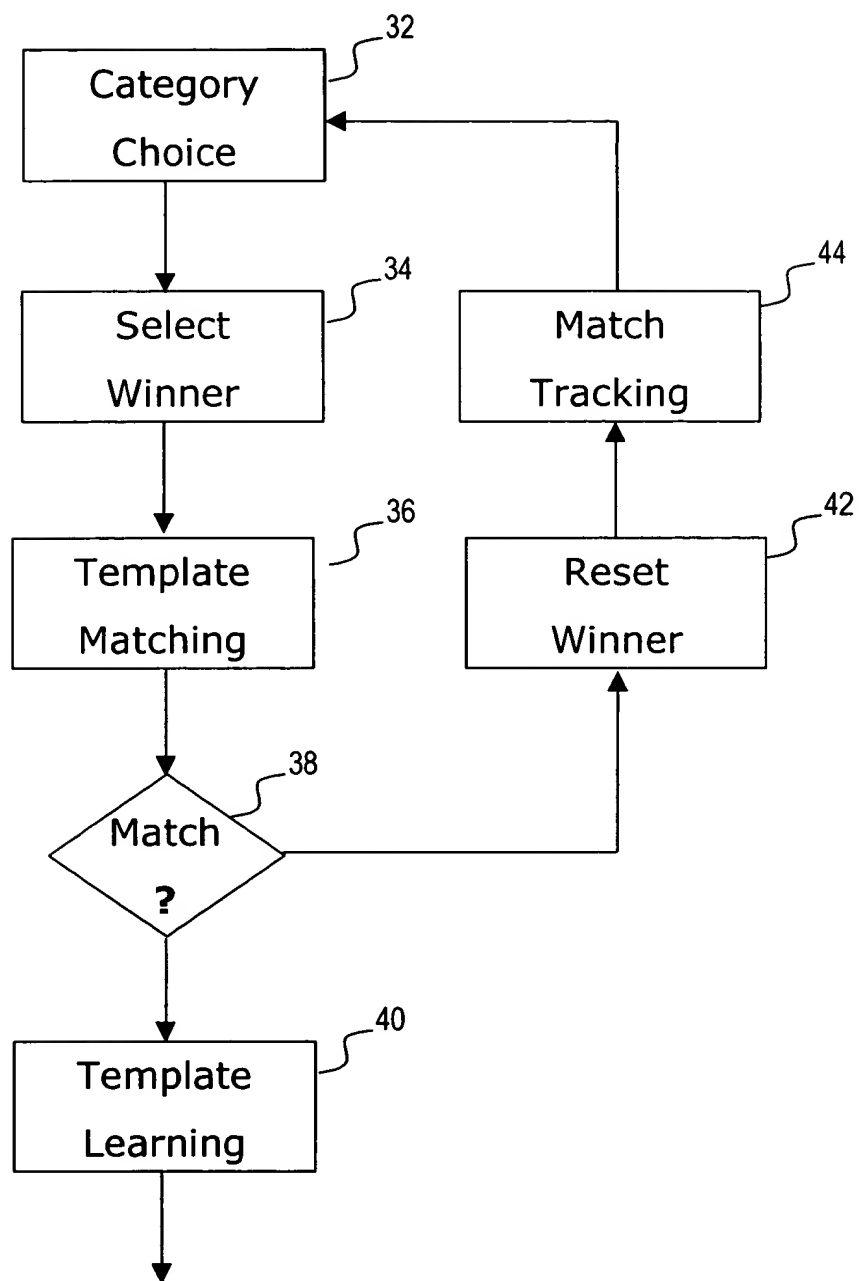 32
Category
Choice
34
Select
Winner
44
Match
Tracking
36
Template
Matching
42
Reset
Winner
38
Match
?
40
Template
Learning